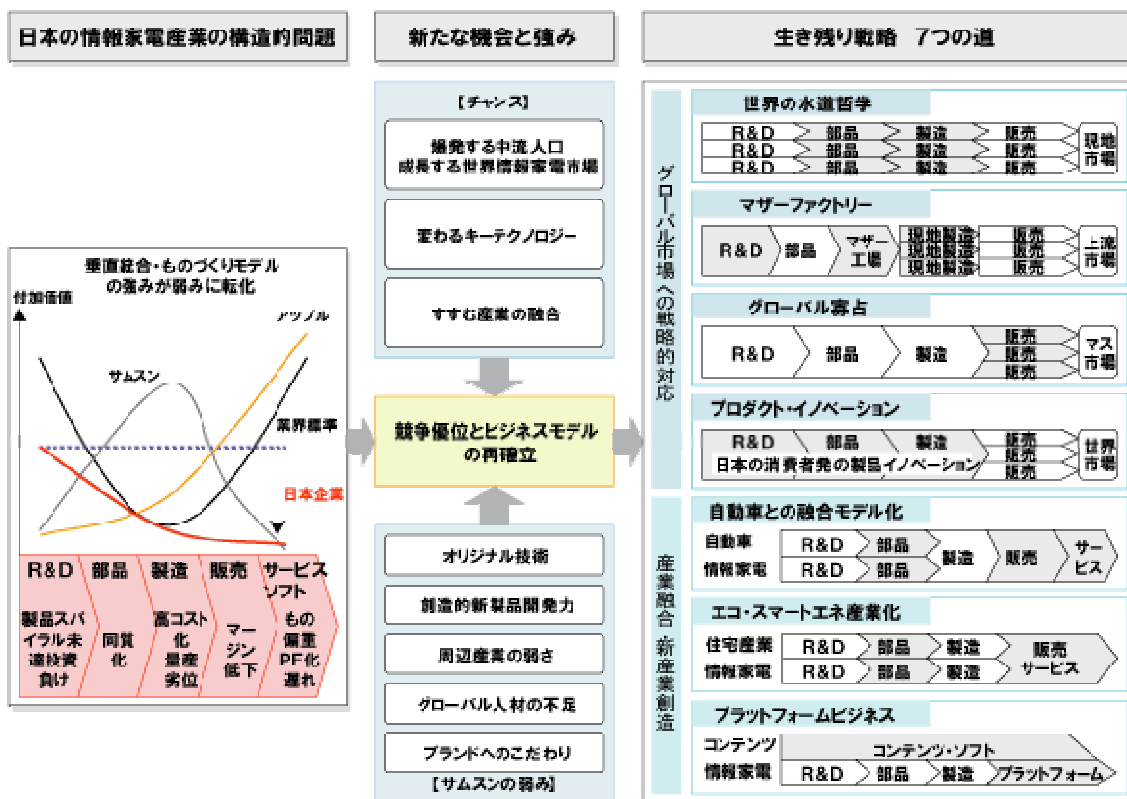 日本の情報家電産業の構造的問題
垂直統合・ものづくりモデル
の強みが弱みに転化
付加価値
アップル
サムスン
業界標準
日本企業
R&D
部品
製造
販売
サービス
ソフト
製品スパ
イラル未
達投資
負け
同質
化
高コスト
化
量産
劣位
マー
ジン
低下
もの
偏重
PF化
遅れ
新たな機会と強み
【チャンス】
爆発する中流人口
成長する世界情報家電市場
変わるキーテクノロジー
すすむ産業の融合
競争優位とビジネスモデル
の再確立
オリジナル技術
創造的新製品開発力
周辺産業の弱さ
グローバル人材の不足
ブランドへのこだわり
【サムスンの弱み】
生き残り戦略 7つの道
グローバル市場への戦略的対応
世界の水道哲学
R&D 部品 製造 販売
R&D 部品 製造 販売
R&D 部品 製造 販売
現地
市場
マザーファクトリー
R&D
部品
マザー
工場
現地製造 販売
現地製造 販売
現地製造 販売
上流
市場
グローバル寡占
R&D
部品
製造
販売
販売
販売
マス
市場
プロダクト・イノベーション
R&D 部品 製造
日本の消費者発の製品イノベーション
販売
販売
販売
世界
市場
産業融合 新産業創造
自動車との融合モデル化
自動車 R&D 部品
情報家電 R&D 部品
製造
販売
サー
ビス
エコ・スマートエネ産業化
住宅産業 R&D 部品 製造
情報家電 R&D 部品 製造
販売
サービス
プラットフォームビジネス
コンテンツ コンテンツ・ソフト
情報家電 R&D 部品 製造 プラットフォーム